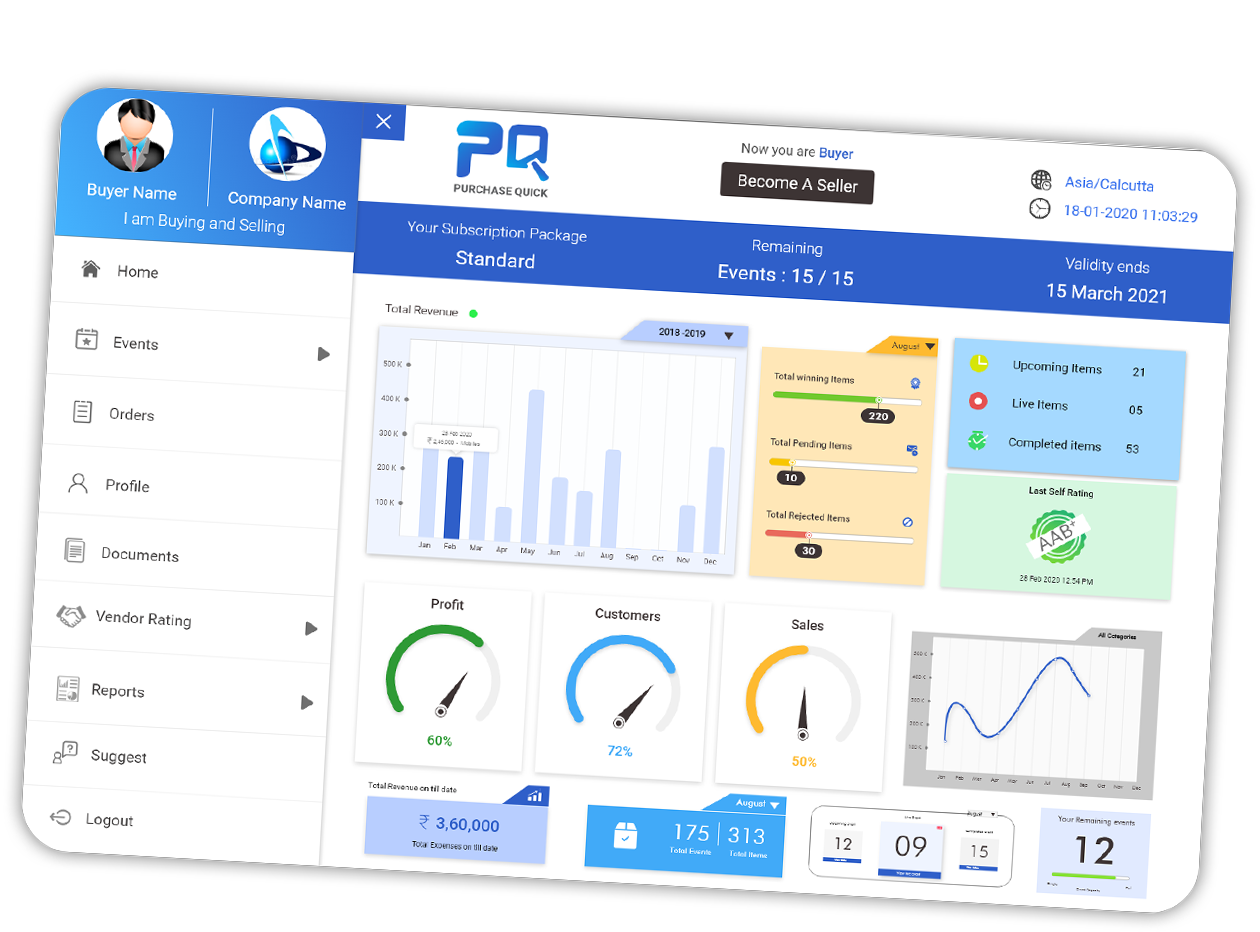 Buyer Name
Company Name
I am Buying and Selling
Home
Events
Orders
Profile
Documents
Vendor Rating
Reports
Suggest
Logout
PQ
PURCHASE QUICK
Now you are Buyer
Become A Seller
Asia/Calcutta
18-01-2020 11:03:29
Your Subscription Package
Standard
Remaining
Events : 15 / 15
Validity ends
15 March 2021
Total Revenue
2018-2019
500 K
400 K
300 K
200 K
100 K
28 Feb 2020
Jan Feb Mar Apr May Jun Jul Aug Sep Oct Nov Dec
August
Total winning Items
220
Total Pending Items
10
Total Rejected Items
30
Upcoming Items 21
Live Items 05
Completed items 53
Last Self Rating
AAB+
28 Feb 2020 12:54 PM
Profit
60%
Customers
72%
Sales
50%
All Categories
500 K
400 K
300 K
200 K
100 K
Jan Feb Mar Apr May Jun Jul Aug Sep Oct Nov Dec
Total Revenue on till date
₹ 3,60,000
Total Expenses on till date
August
175 313
Total Events Total Items
August
12
09
15
Your Remaining events
12